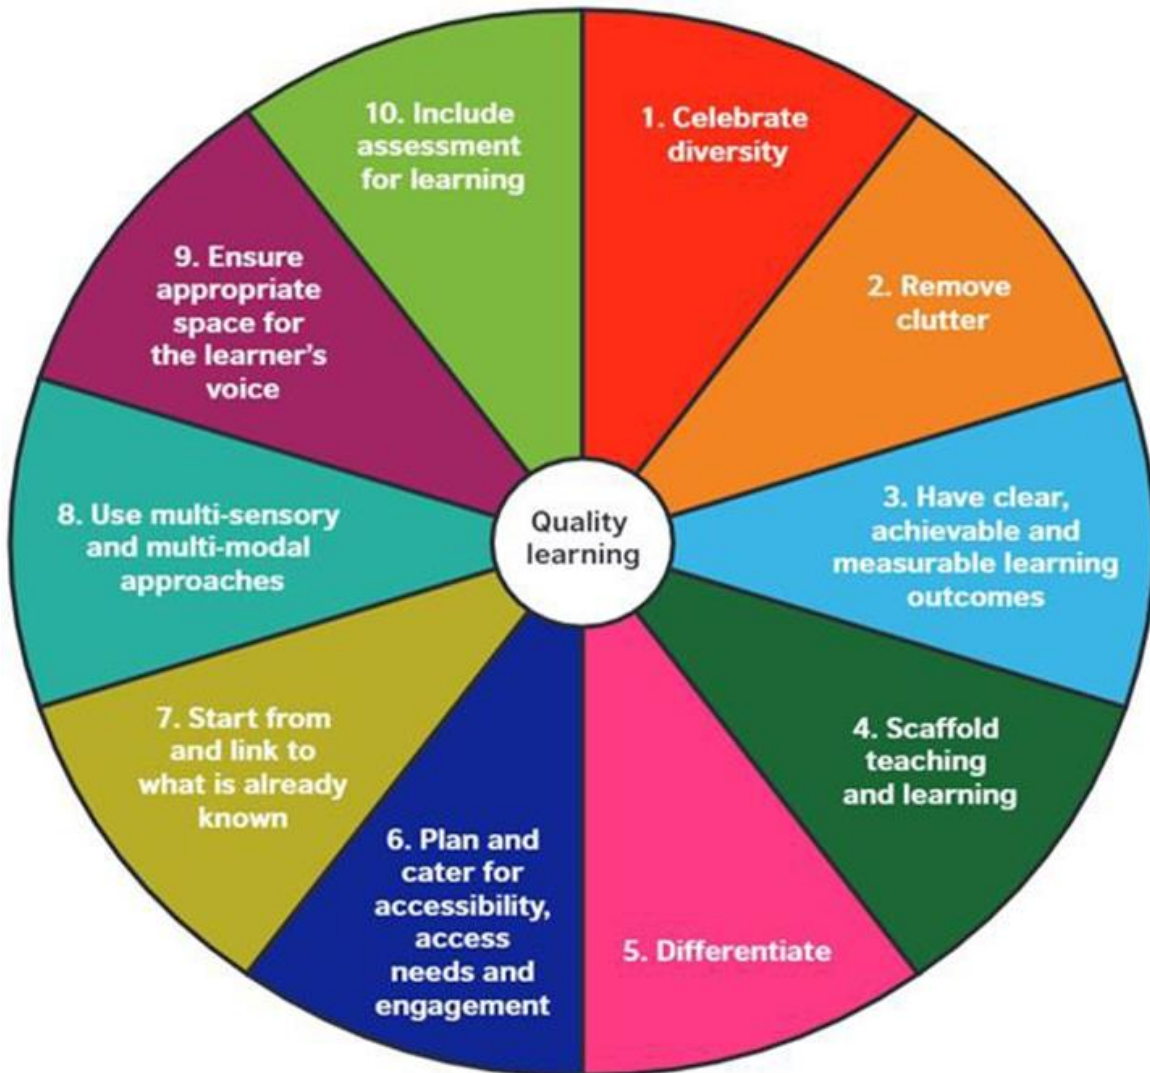 Quality
learning
1. Celebrate
diversity
2. Remove
clutter
3. Have clear,
achievable and
measurable learning
outcomes
4. Scaffold
teaching
and learning
5. Differentiate
6. Plan and
cater for
accessibility,
access
needs and
engagement
7. Start from
and link to
what is already
known
8. Use multi-sensory
and multi-modal
approaches
9. Ensure
appropriate
space for
the learner's
voice
10. Include
assessment
for learning